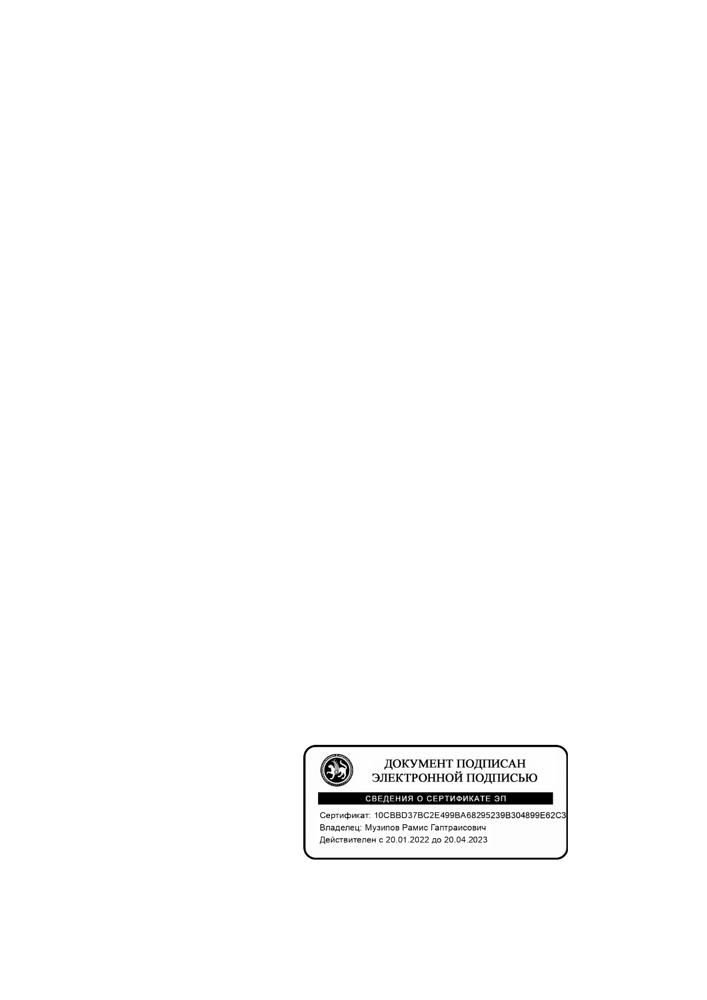 ДОКУМЕНТ ПОДПИСАН
ЭЛЕКТРОННОЙ ПОДПИСЬЮ
СВЕДЕНИЯ О СЕРТИФИКАТЕ ЭП
Сертификат: 10CBBD37BC2E499BA68295239B304899E62C3
Владелец: Музипов Рамис Гаптраисович
Действителен с 20.01.2022 до 20.04.2023